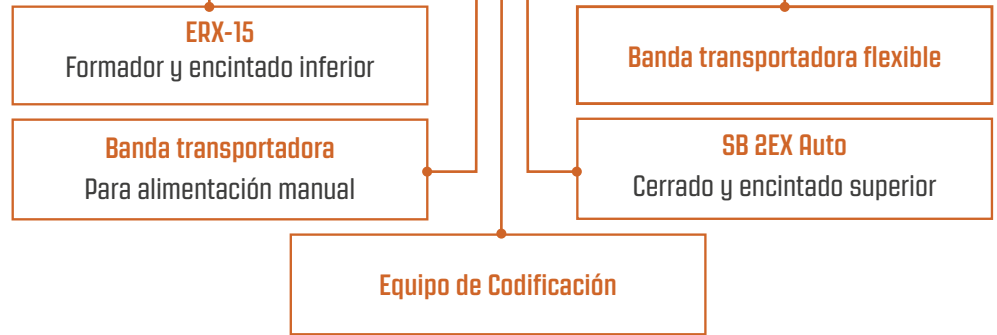 ERX-15
Formador y encintado inferior
Banda transportadora flexible
Banda transportadora
Para alimentación manual
SB 2EX Auto
Cerrado y encintado superior
Equipo de Codificación